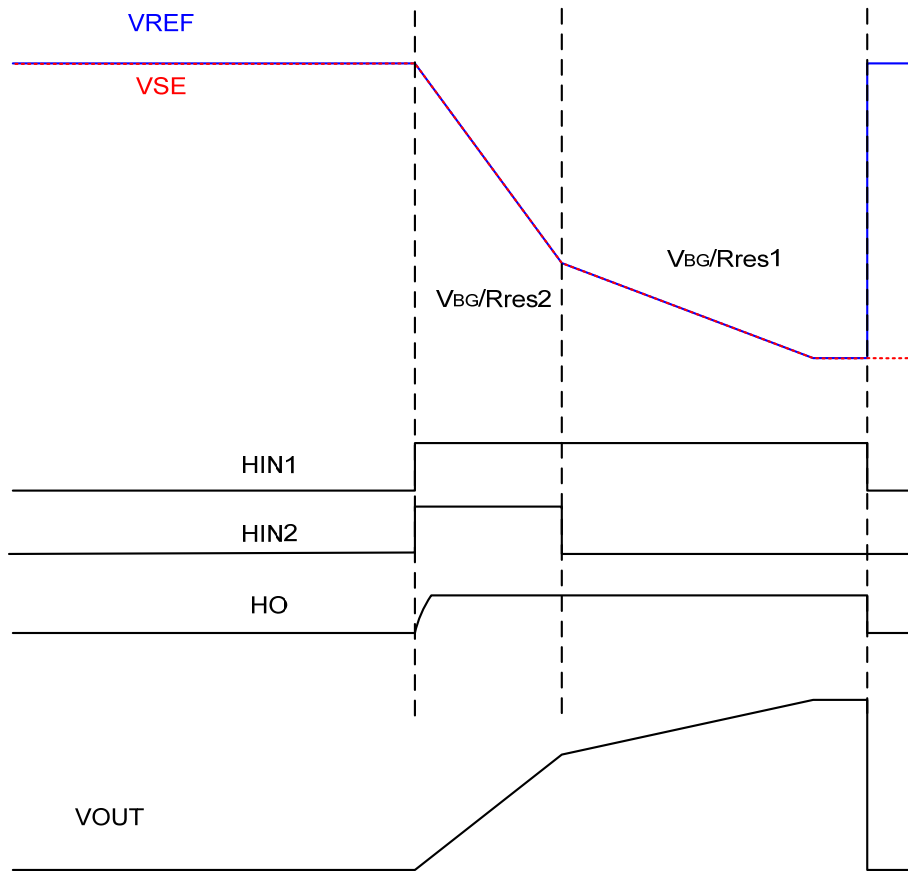 VREF
VSE
VBG/Rres1
VBG/Rres2
HIN1
HIN2
HO
VOUT